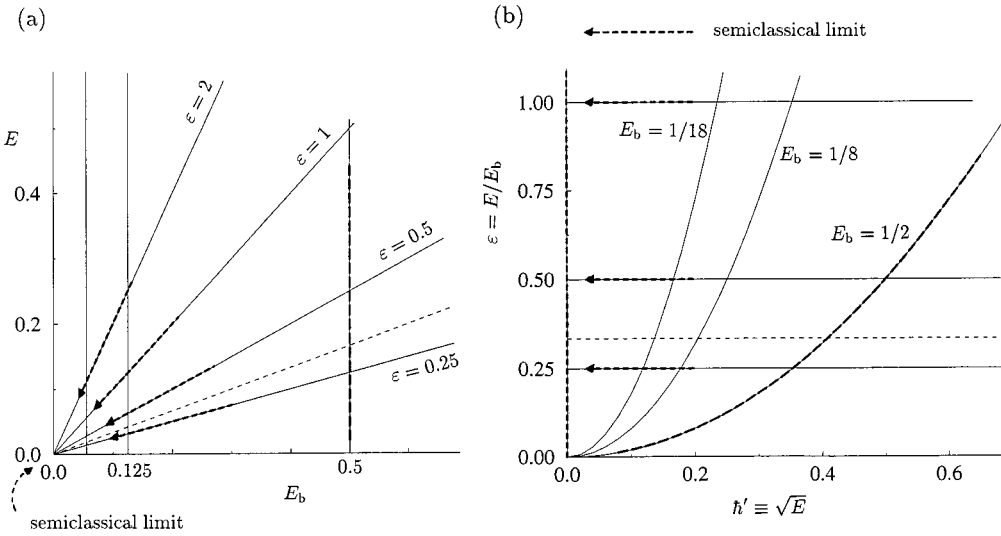 (a)
ε = 2
ε = 1
ε = 0.5
ε = 0.25
E
0.4
0.2
0.0
0.0
0.125
0.5
E_b
semiclassical limit
(b)
semiclassical limit
1.00
0.75
0.50
0.25
0.00
ε = E/E_b
E_b = 1/18
E_b = 1/8
E_b = 1/2
0.0
0.2
0.4
0.6
ħ′ ≡ √E